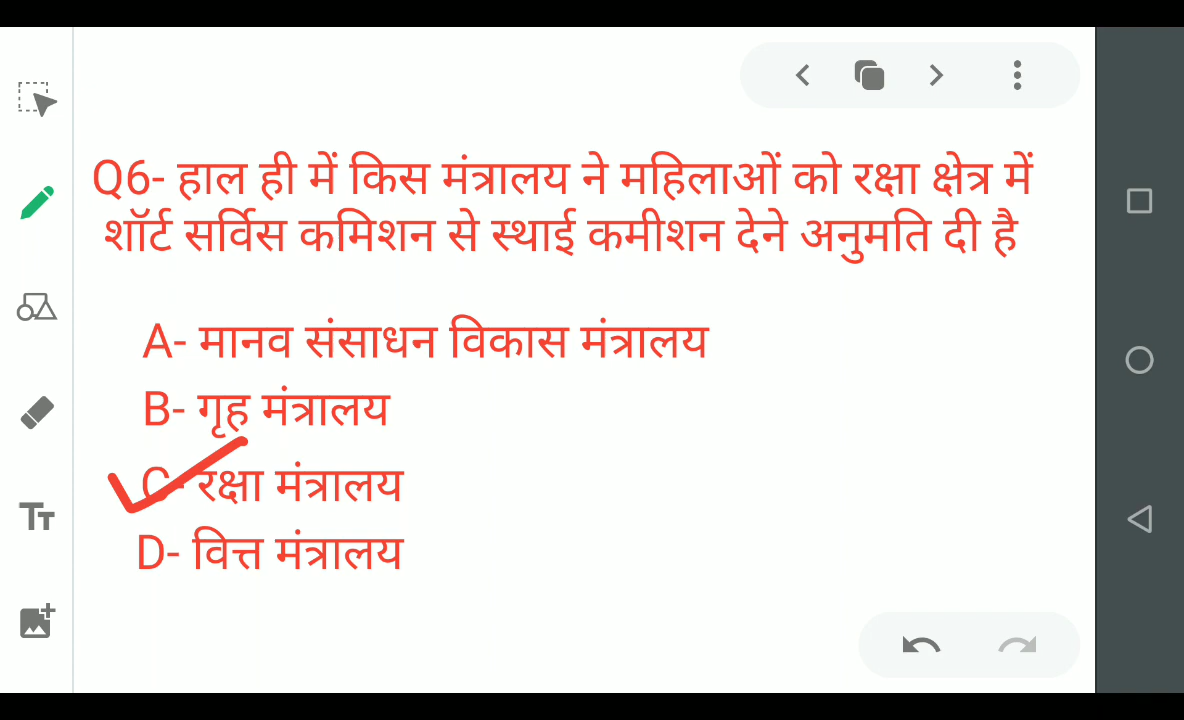 Q6- हाल ही में किस मंत्रालय ने महिलाओं को रक्षा क्षेत्र में
शॉर्ट सर्विस कमिशन से स्थाई कमीशन देने अनुमति दी है
A- मानव संसाधन विकास मंत्रालय
B- गृह मंत्रालय
C- रक्षा मंत्रालय
D- वित्त मंत्रालय